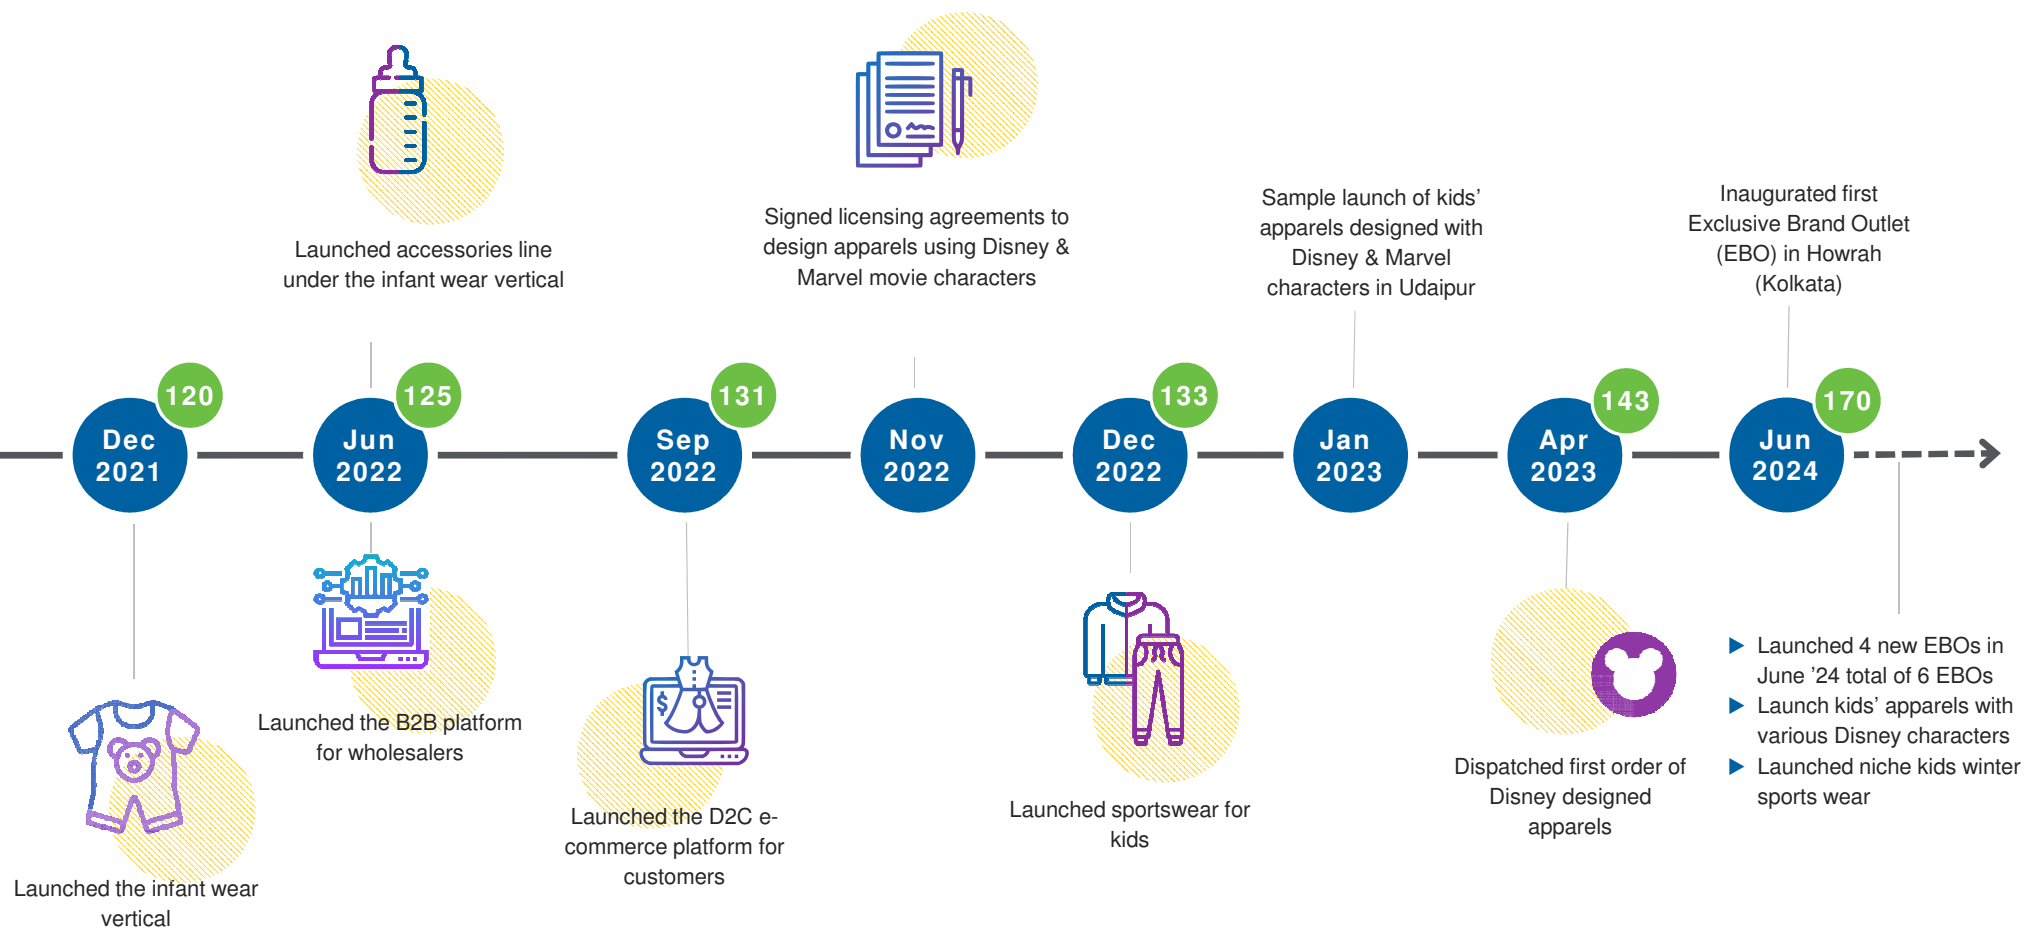 Launched accessories line
under the infant wear vertical
Signed licensing agreements to
design apparels using Disney &
Marvel movie characters
Sample launch of kids’
apparels designed with
Disney & Marvel
characters in Udaipur
Inaugurated first
Exclusive Brand Outlet
(EBO) in Howrah
(Kolkata)
120
Dec
2021
125
Jun
2022
131
Sep
2022
Nov
2022
133
Dec
2022
Jan
2023
143
Apr
2023
170
Jun
2024
Launched the infant wear
vertical
Launched the B2B platform
for wholesalers
$
Launched the D2C e-
commerce platform for
customers
Launched sportswear for
kids
Dispatched first order of
Disney designed
apparels
Launched 4 new EBOs in
June ’24 total of 6 EBOs
Launch kids’ apparels with
various Disney characters
Launched niche kids winter
sports wear